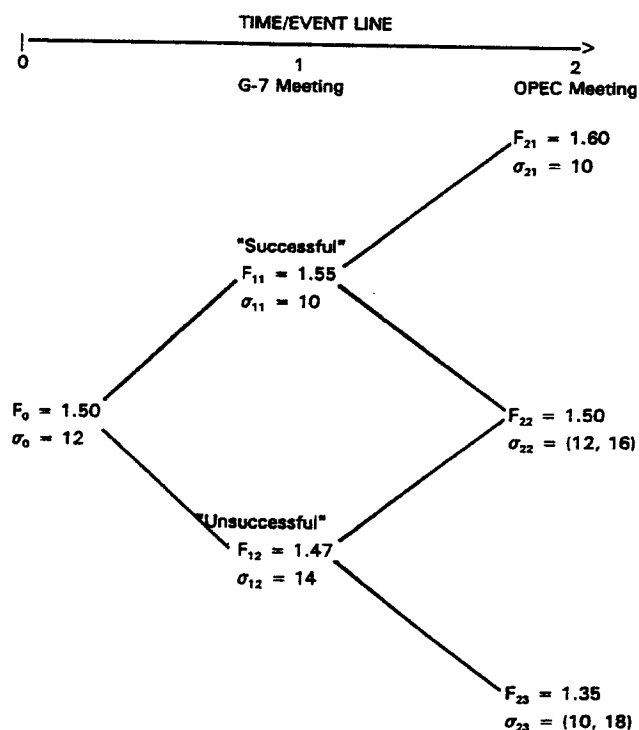 TIME/EVENT LINE
0
1
2
G-7 Meeting
OPEC Meeting
F₂₁ = 1.60
σ₂₁ = 10
"Successful"
F₁₁ = 1.55
σ₁₁ = 10
F₀ = 1.50
σ₀ = 12
F₂₂ = 1.50
σ₂₂ = (12, 16)
"Unsuccessful"
F₁₂ = 1.47
σ₁₂ = 14
F₂₃ = 1.35
σ₂₃ = (10, 18)